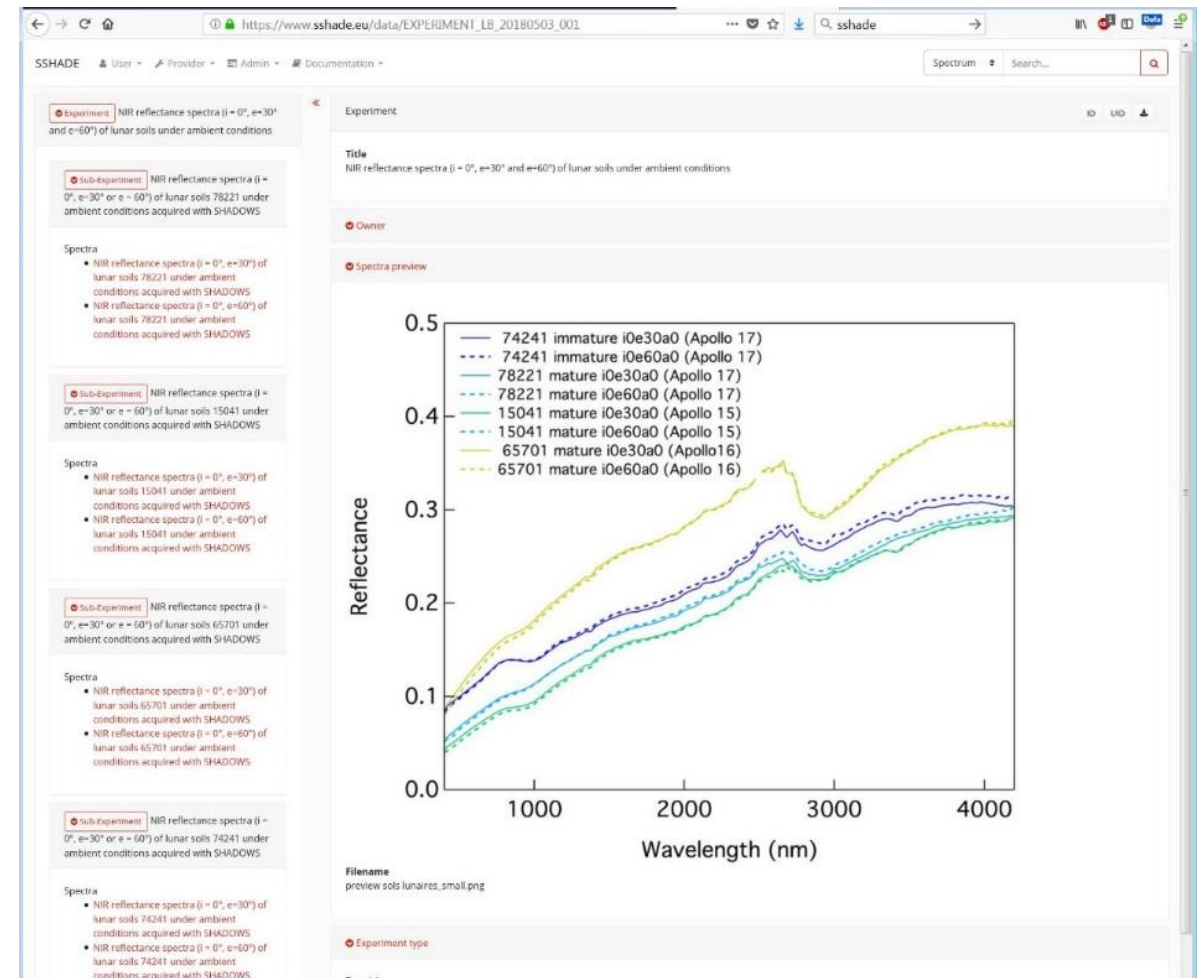 https://www.sshade.eu/data/EXPERIMENT_LB_20180503_001
sshade
SSHADE
User
Provider
Admin
Documentation
Spectrum
Search...
Experiment NIR reflectance spectra (i = 0°, e=30°
and e=60°) of lunar soils under ambient conditions
Sub-Experiment NIR reflectance spectra (i =
0°, e=30° or e = 60°) of lunar soils 78221 under
ambient conditions acquired with SHADOWS
Spectra
NIR reflectance spectra (i = 0°, e=30°) of
lunar soils 78221 under ambient
conditions acquired with SHADOWS
NIR reflectance spectra (i = 0°, e=60°) of
lunar soils 78221 under ambient
conditions acquired with SHADOWS
Sub-Experiment NIR reflectance spectra (i =
0°, e=30° or e = 60°) of lunar soils 15041 under
ambient conditions acquired with SHADOWS
Spectra
NIR reflectance spectra (i = 0°, e=30°) of
lunar soils 15041 under ambient
conditions acquired with SHADOWS
NIR reflectance spectra (i = 0°, e=60°) of
lunar soils 15041 under ambient
conditions acquired with SHADOWS
Sub-Experiment NIR reflectance spectra (i =
0°, e=30° or e = 60°) of lunar soils 65701 under
ambient conditions acquired with SHADOWS
Spectra
NIR reflectance spectra (i = 0°, e=30°) of
lunar soils 65701 under ambient
conditions acquired with SHADOWS
NIR reflectance spectra (i = 0°, e=60°) of
lunar soils 65701 under ambient
conditions acquired with SHADOWS
Sub-Experiment NIR reflectance spectra (i =
0°, e=30° or e = 60°) of lunar soils 74241 under
ambient conditions acquired with SHADOWS
Spectra
NIR reflectance spectra (i = 0°, e=30°) of
lunar soils 74241 under ambient
conditions acquired with SHADOWS
NIR reflectance spectra (i = 0°, e=60°) of
lunar soils 74241 under ambient
conditions acquired with SHADOWS
Experiment
ID
UID
Title
NIR reflectance spectra (i = 0°, e=30° and e=60°) of lunar soils under ambient conditions
Owner
Spectra preview
0.5
0.4
0.3
0.2
0.1
0.0
Reflectance
74241 immature i0e30a0 (Apollo 17)
74241 immature i0e60a0 (Apollo 17)
78221 mature i0e30a0 (Apollo 17)
78221 mature i0e60a0 (Apollo 17)
15041 mature i0e30a0 (Apollo 15)
15041 mature i0e60a0 (Apollo 15)
65701 mature i0e30a0 (Apollo16)
65701 mature i0e60a0 (Apollo 16)
1000
2000
3000
4000
Wavelength (nm)
Filename
preview sols lunaires_small.png
Experiment type